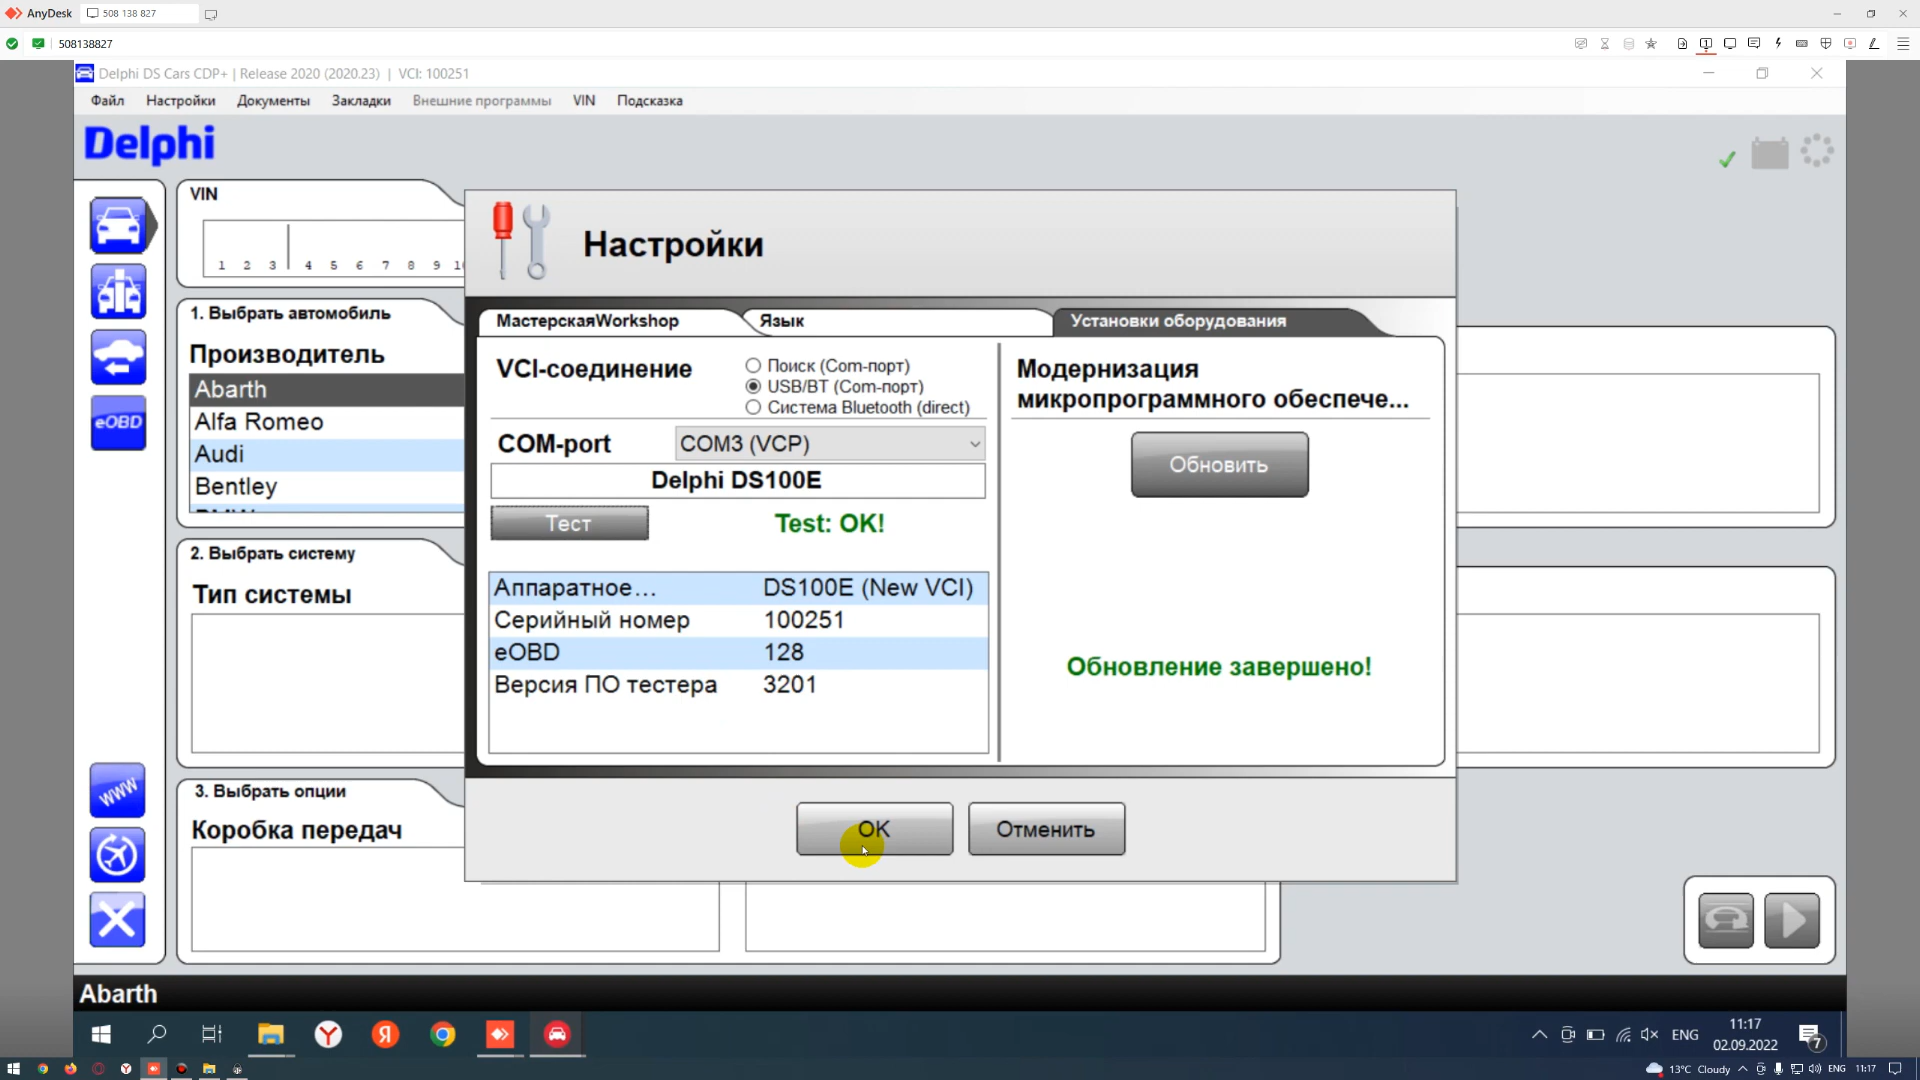 AnyDesk
508 138 827
508138827
Delphi DS Cars CDP+ | Release 2020 (2020.23) | VCI: 100251
Файл Настройки Документы Закладки Внешние программы VIN Подсказка
Delphi
VIN
1 2 3 4 5 6 7 8 9
Настройки
1. Выбрать автомобиль
Производитель
Abarth
Alfa Romeo
Audi
Bentley
eOBD
МастерскаяWorkshop
Язык
Установки оборудования
VCI-соединение
Поиск (Com-порт)
USB/BT (Com-порт)
Система Bluetooth (direct)
COM-port
COM3 (VCP)
Delphi DS100E
Тест
Test: OK!
Аппаратное... DS100E (New VCI)
Серийный номер 100251
eOBD 128
Версия ПО тестера 3201
Модернизация
микропрограммного обеспече...
Обновить
Обновление завершено!
OK
Отменить
2. Выбрать систему
Тип системы
3. Выбрать опции
Коробка передач
WWW
Abarth
ENG
11:17
02.09.2022
7
13°C Cloudy
ENG
11:17